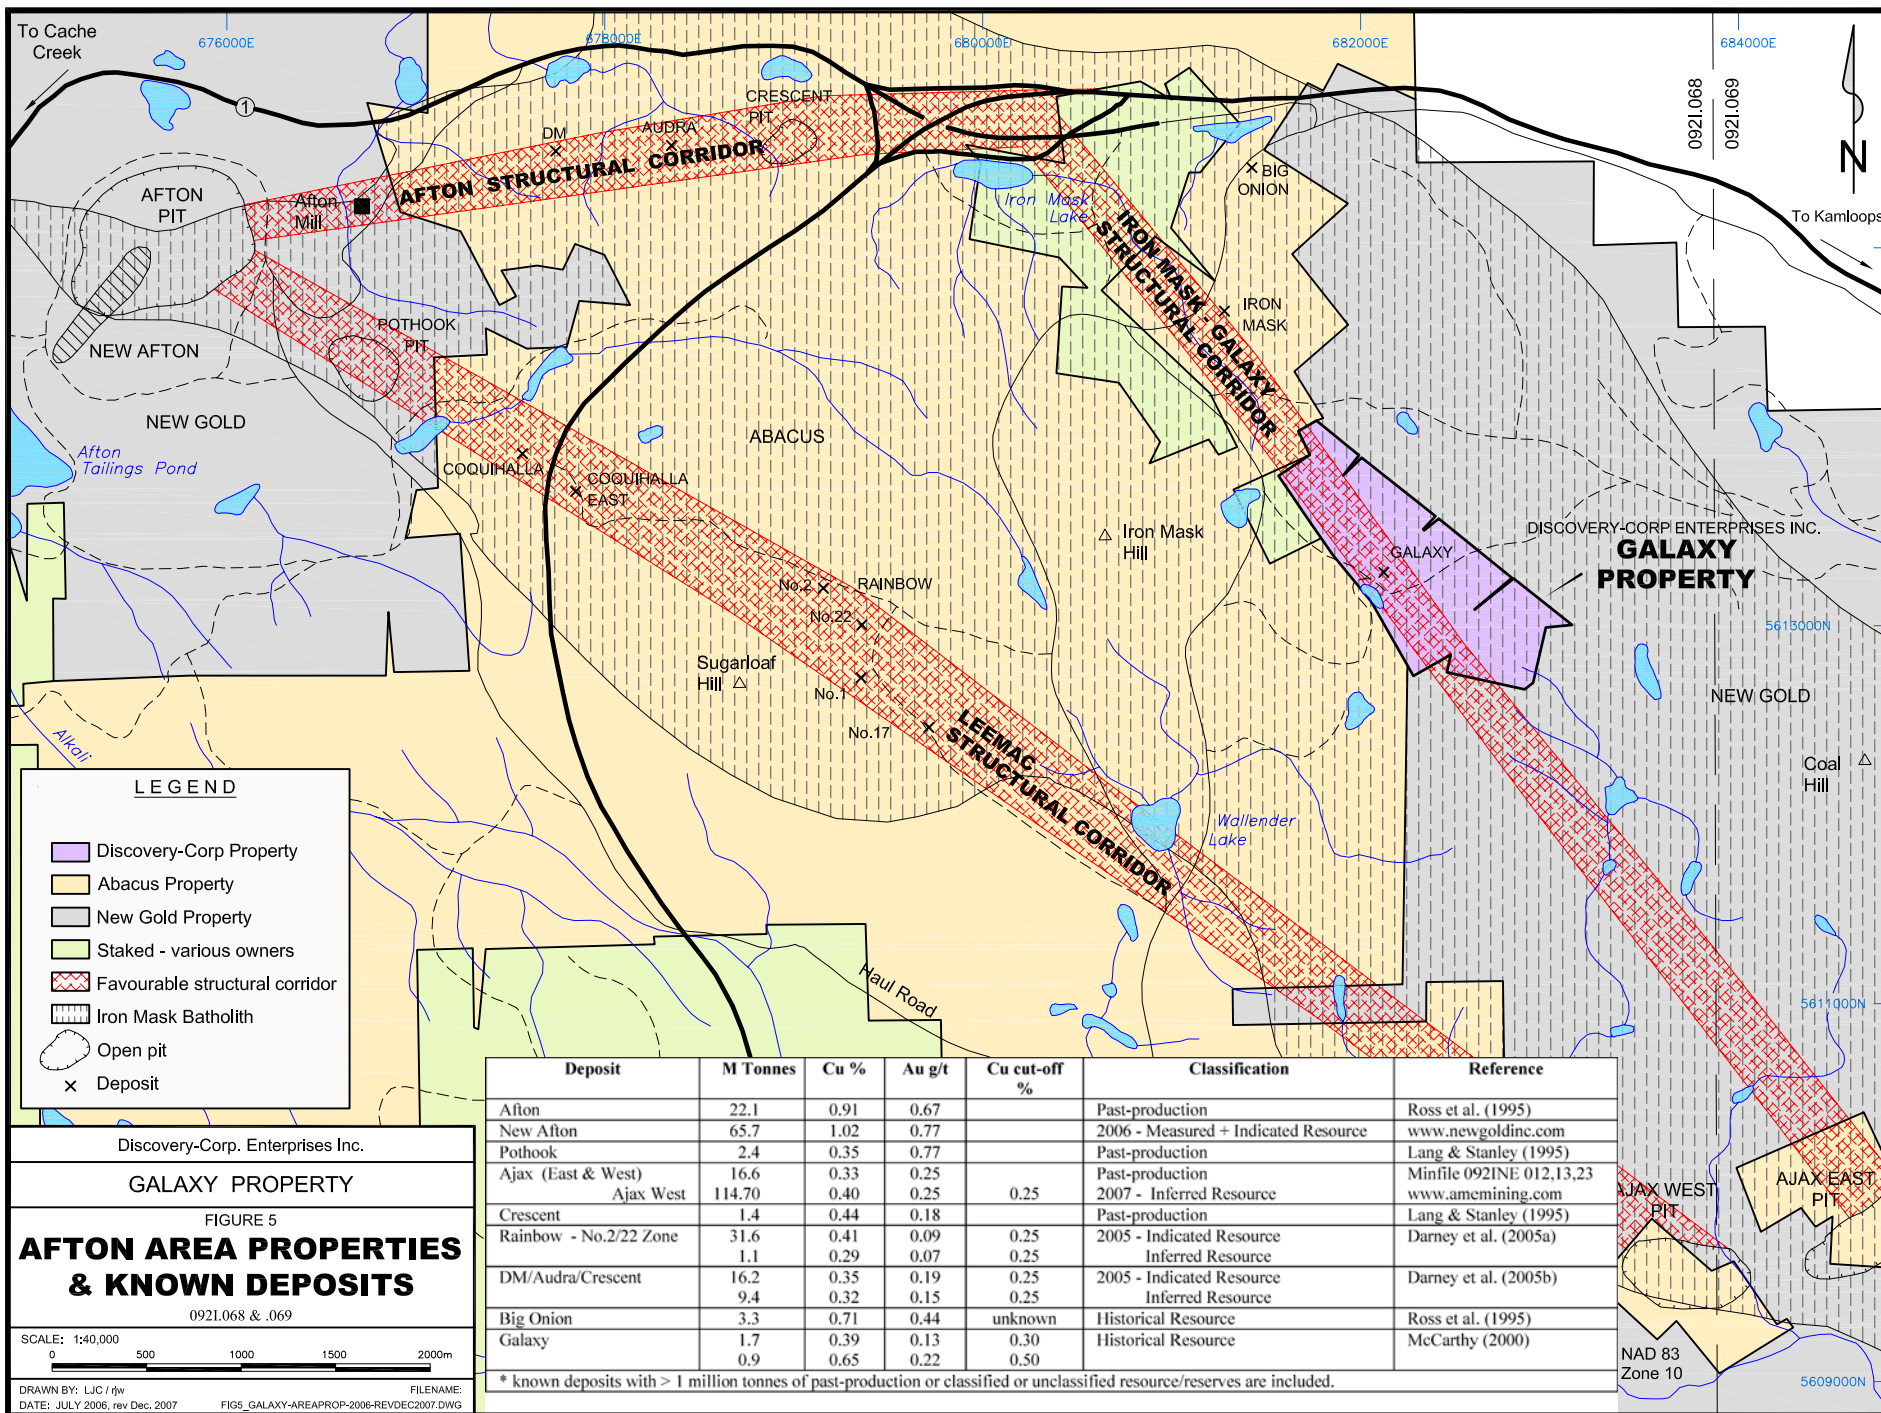 To Cache
Creek
676000E
678000E
680000E
682000E
684000E
092I.068
092I.069
N
1
To Kamloops
CRESCENT
PIT
DM
AUDRA
AFTON STRUCTURAL CORRIDOR
AFTON
PIT
Afton
Mill
Iron Mask
Lake
BIG
ONION
IRON MASK - GALAXY
STRUCTURAL CORRIDOR
IRON
MASK
POTHOOK
PIT
NEW AFTON
NEW GOLD
Afton
Tailings Pond
ABACUS
COQUIHALLA
COQUIHALLA
EAST
Iron Mask
Hill
DISCOVERY-CORP ENTERPRISES INC.
GALAXY
PROPERTY
GALAXY
No.2
RAINBOW
No.22
5613000N
Sugarloaf
Hill
No.1
NEW GOLD
No.17
LEEMAC
STRUCTURAL CORRIDOR
Alkali
Coal
Hill
Wallender
Lake
Haul Road
5611000N
AJAX WEST
PIT
AJAX EAST
PIT
NAD 83
Zone 10
5609000N
LEGEND
Discovery-Corp Property
Abacus Property
New Gold Property
Staked - various owners
Favourable structural corridor
Iron Mask Batholith
Open pit
Deposit
Deposit M Tonnes Cu % Au g/t Cu cut-off % Classification Reference
Afton 22.1 0.91 0.67 Past-production Ross et al. (1995)
New Afton 65.7 1.02 0.77 2006 - Measured + Indicated Resource www.newgoldinc.com
Pothook 2.4 0.35 0.77 Past-production Lang & Stanley (1995)
Ajax (East & West) 16.6 0.33 0.25 Past-production Minfile 092INE 012,13,23
Ajax West 114.70 0.40 0.25 0.25 2007 - Inferred Resource www.amemining.com
Crescent 1.4 0.44 0.18 Past-production Lang & Stanley (1995)
Rainbow - No.2/22 Zone 31.6 0.41 0.09 0.25 2005 - Indicated Resource Darney et al. (2005a)
1.1 0.29 0.07 0.25 Inferred Resource
DM/Audra/Crescent 16.2 0.35 0.19 0.25 2005 - Indicated Resource Darney et al. (2005b)
9.4 0.32 0.15 0.25 Inferred Resource
Big Onion 3.3 0.71 0.44 unknown Historical Resource Ross et al. (1995)
Galaxy 1.7 0.39 0.13 0.30 Historical Resource McCarthy (2000)
0.9 0.65 0.22 0.50
* known deposits with > 1 million tonnes of past-production or classified or unclassified resource/reserves are included.
Discovery-Corp. Enterprises Inc.
GALAXY PROPERTY
FIGURE 5
AFTON AREA PROPERTIES
& KNOWN DEPOSITS
092I.068 & .069
SCALE: 1:40,000
0 500 1000 1500 2000m
DRAWN BY: LJC / rjw FILENAME:
DATE: JULY 2006, rev Dec. 2007 FIG5_GALAXY-AREAPROP-2006-REVDEC2007.DWG